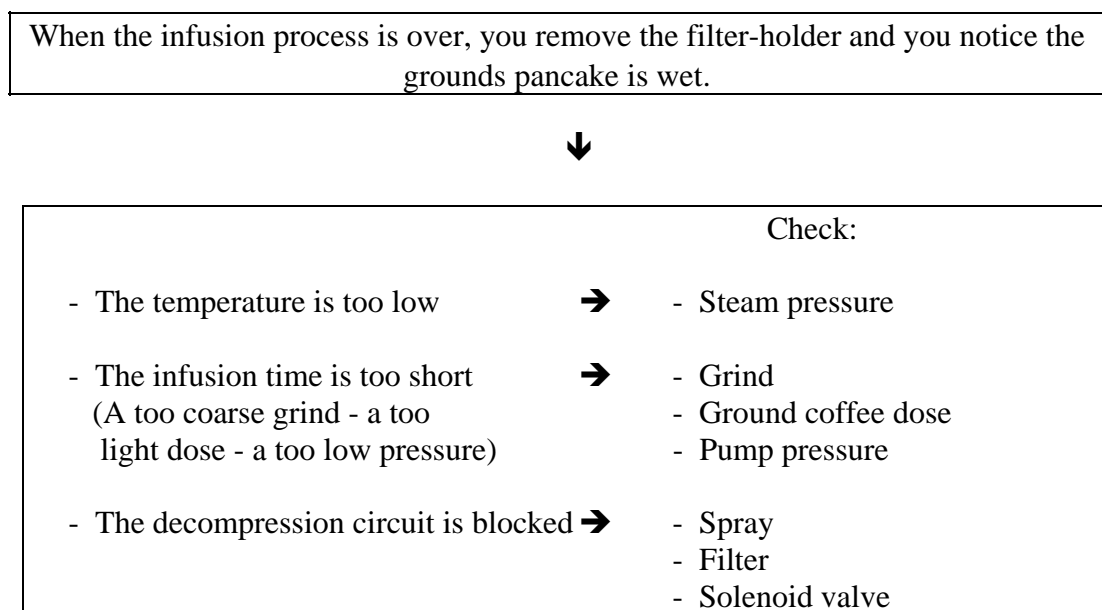 When the infusion process is over, you remove the filter-holder and you notice the
grounds pancake is wet.
🡻
Check:
- The temperature is too low ➔ - Steam pressure
- The infusion time is too short ➔ - Grind
(A too coarse grind - a too - Ground coffee dose
light dose - a too low pressure) - Pump pressure
- The decompression circuit is blocked ➔ - Spray
- Filter
- Solenoid valve